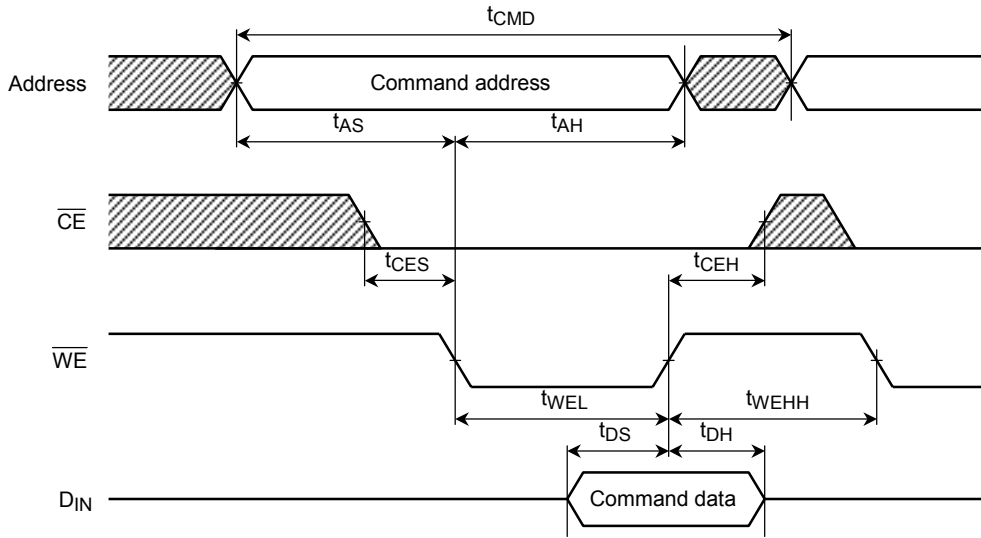 tCMD
Address
Command address
tAS
tAH
CE
tCES
tCEH
WE
tWEL
tWEHH
tDS
tDH
DIN
Command data